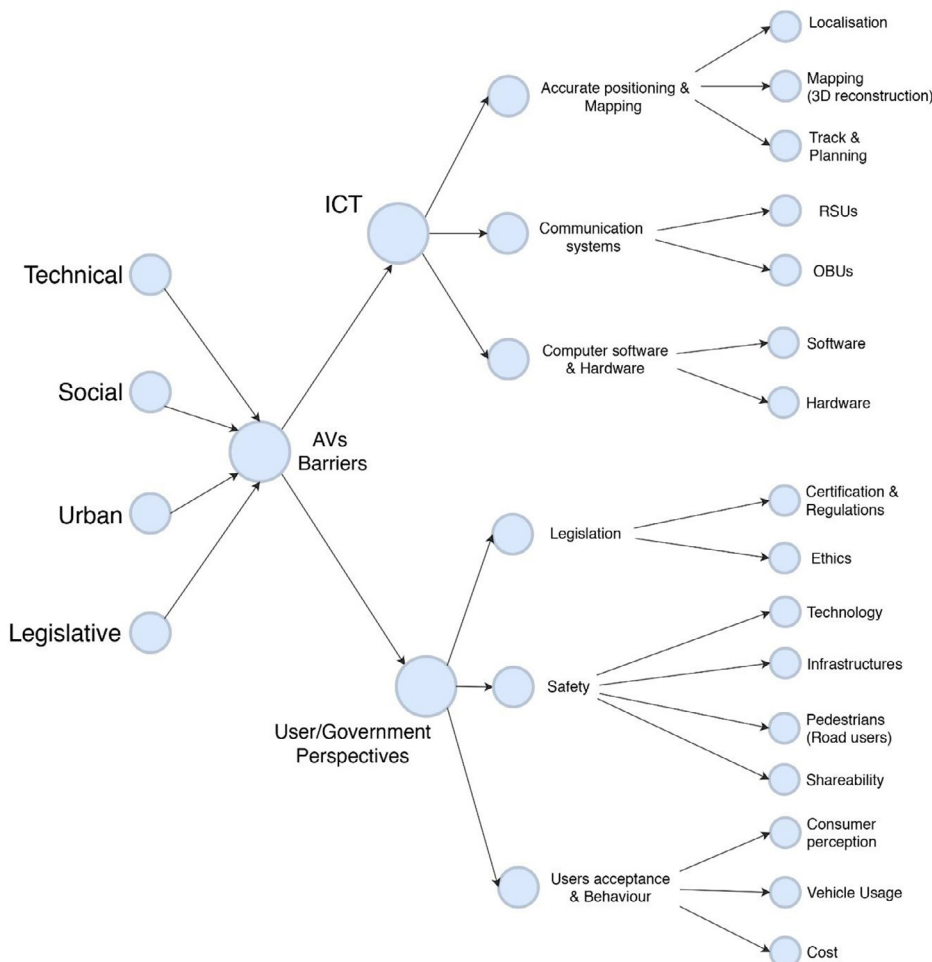 Technical
Social
Urban
Legislative
AVs
Barriers
ICT
Accurate positioning &
Mapping
Localisation
Mapping
(3D reconstruction)
Track &
Planning
Communication
systems
RSUs
OBUs
Computer software
& Hardware
Software
Hardware
User/Government
Perspectives
Legislation
Certification &
Regulations
Ethics
Safety
Technology
Infrastructures
Pedestrians
(Road users)
Shareability
Users acceptance
& Behaviour
Consumer
perception
Vehicle Usage
Cost